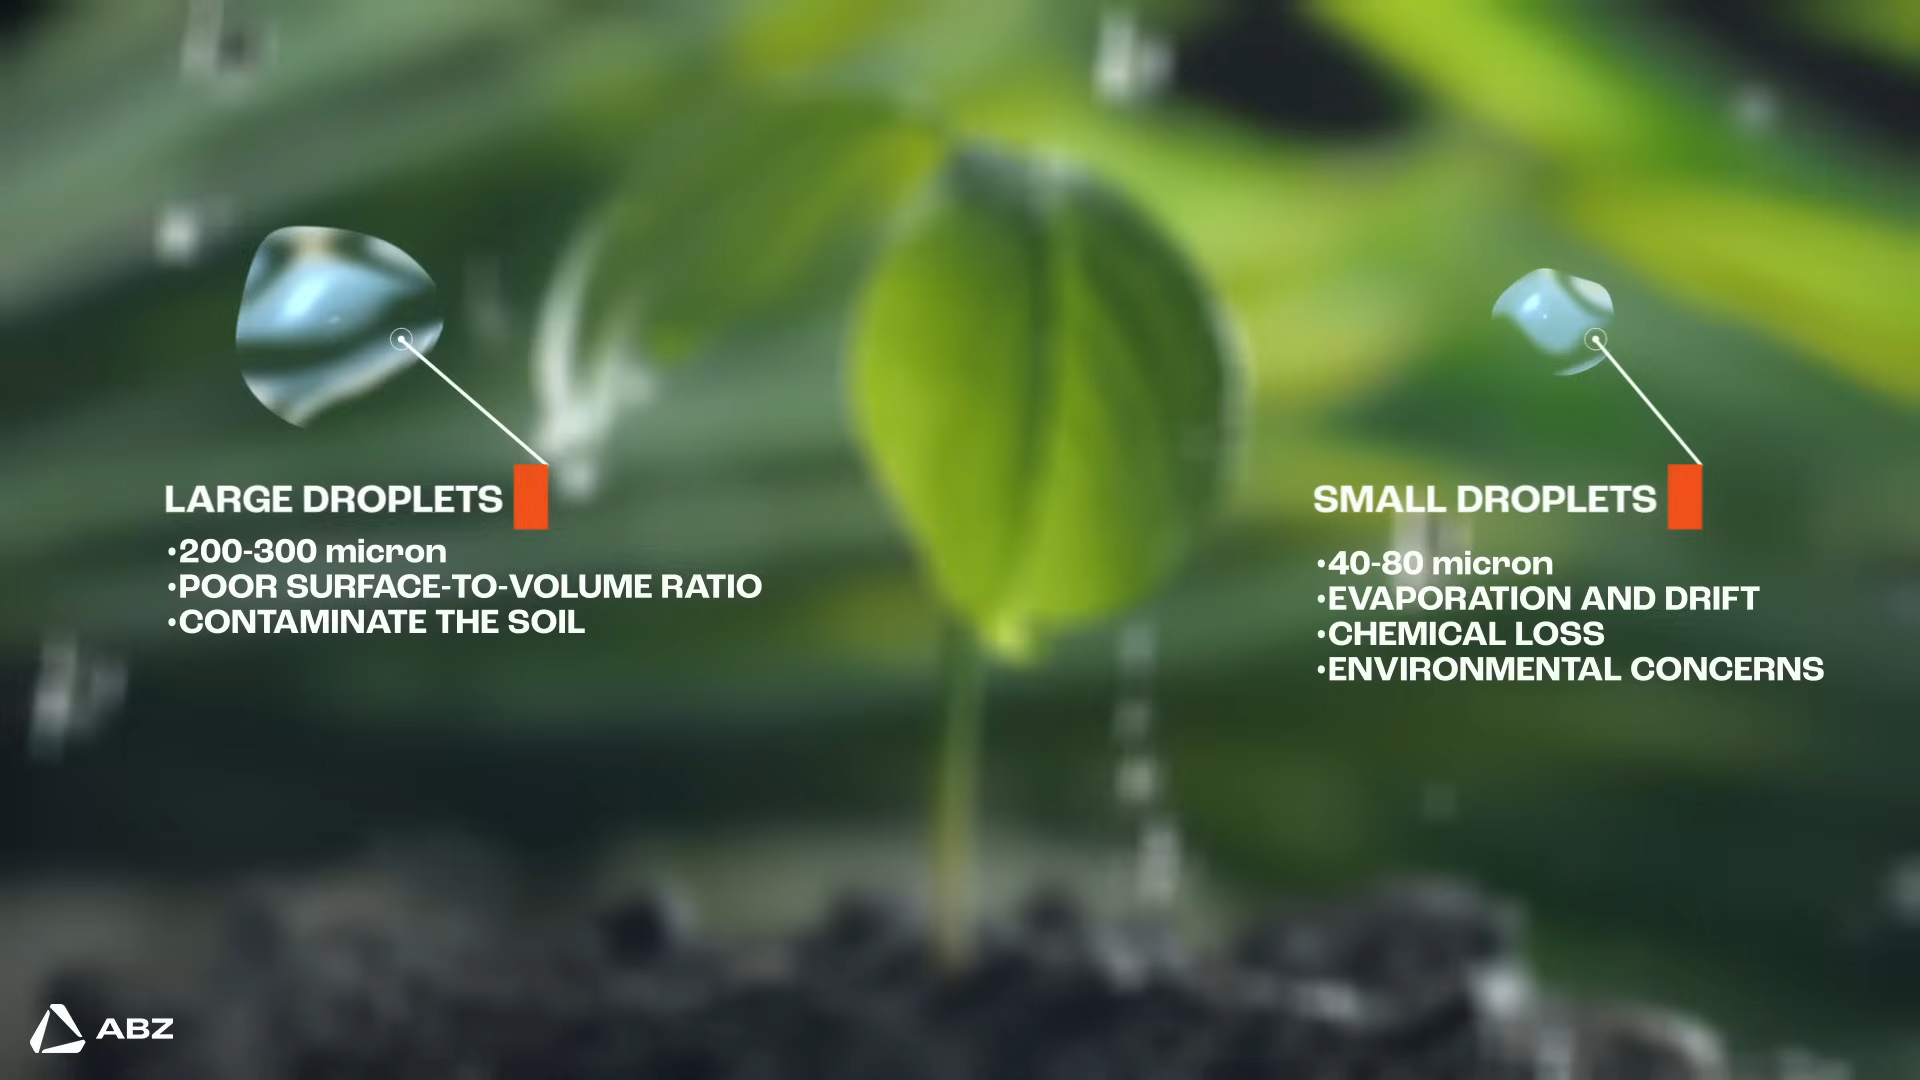 LARGE DROPLETS
•200-300 micron
•POOR SURFACE-TO-VOLUME RATIO
•CONTAMINATE THE SOIL
SMALL DROPLETS
•40-80 micron
•EVAPORATION AND DRIFT
•CHEMICAL LOSS
•ENVIRONMENTAL CONCERNS
ABZ